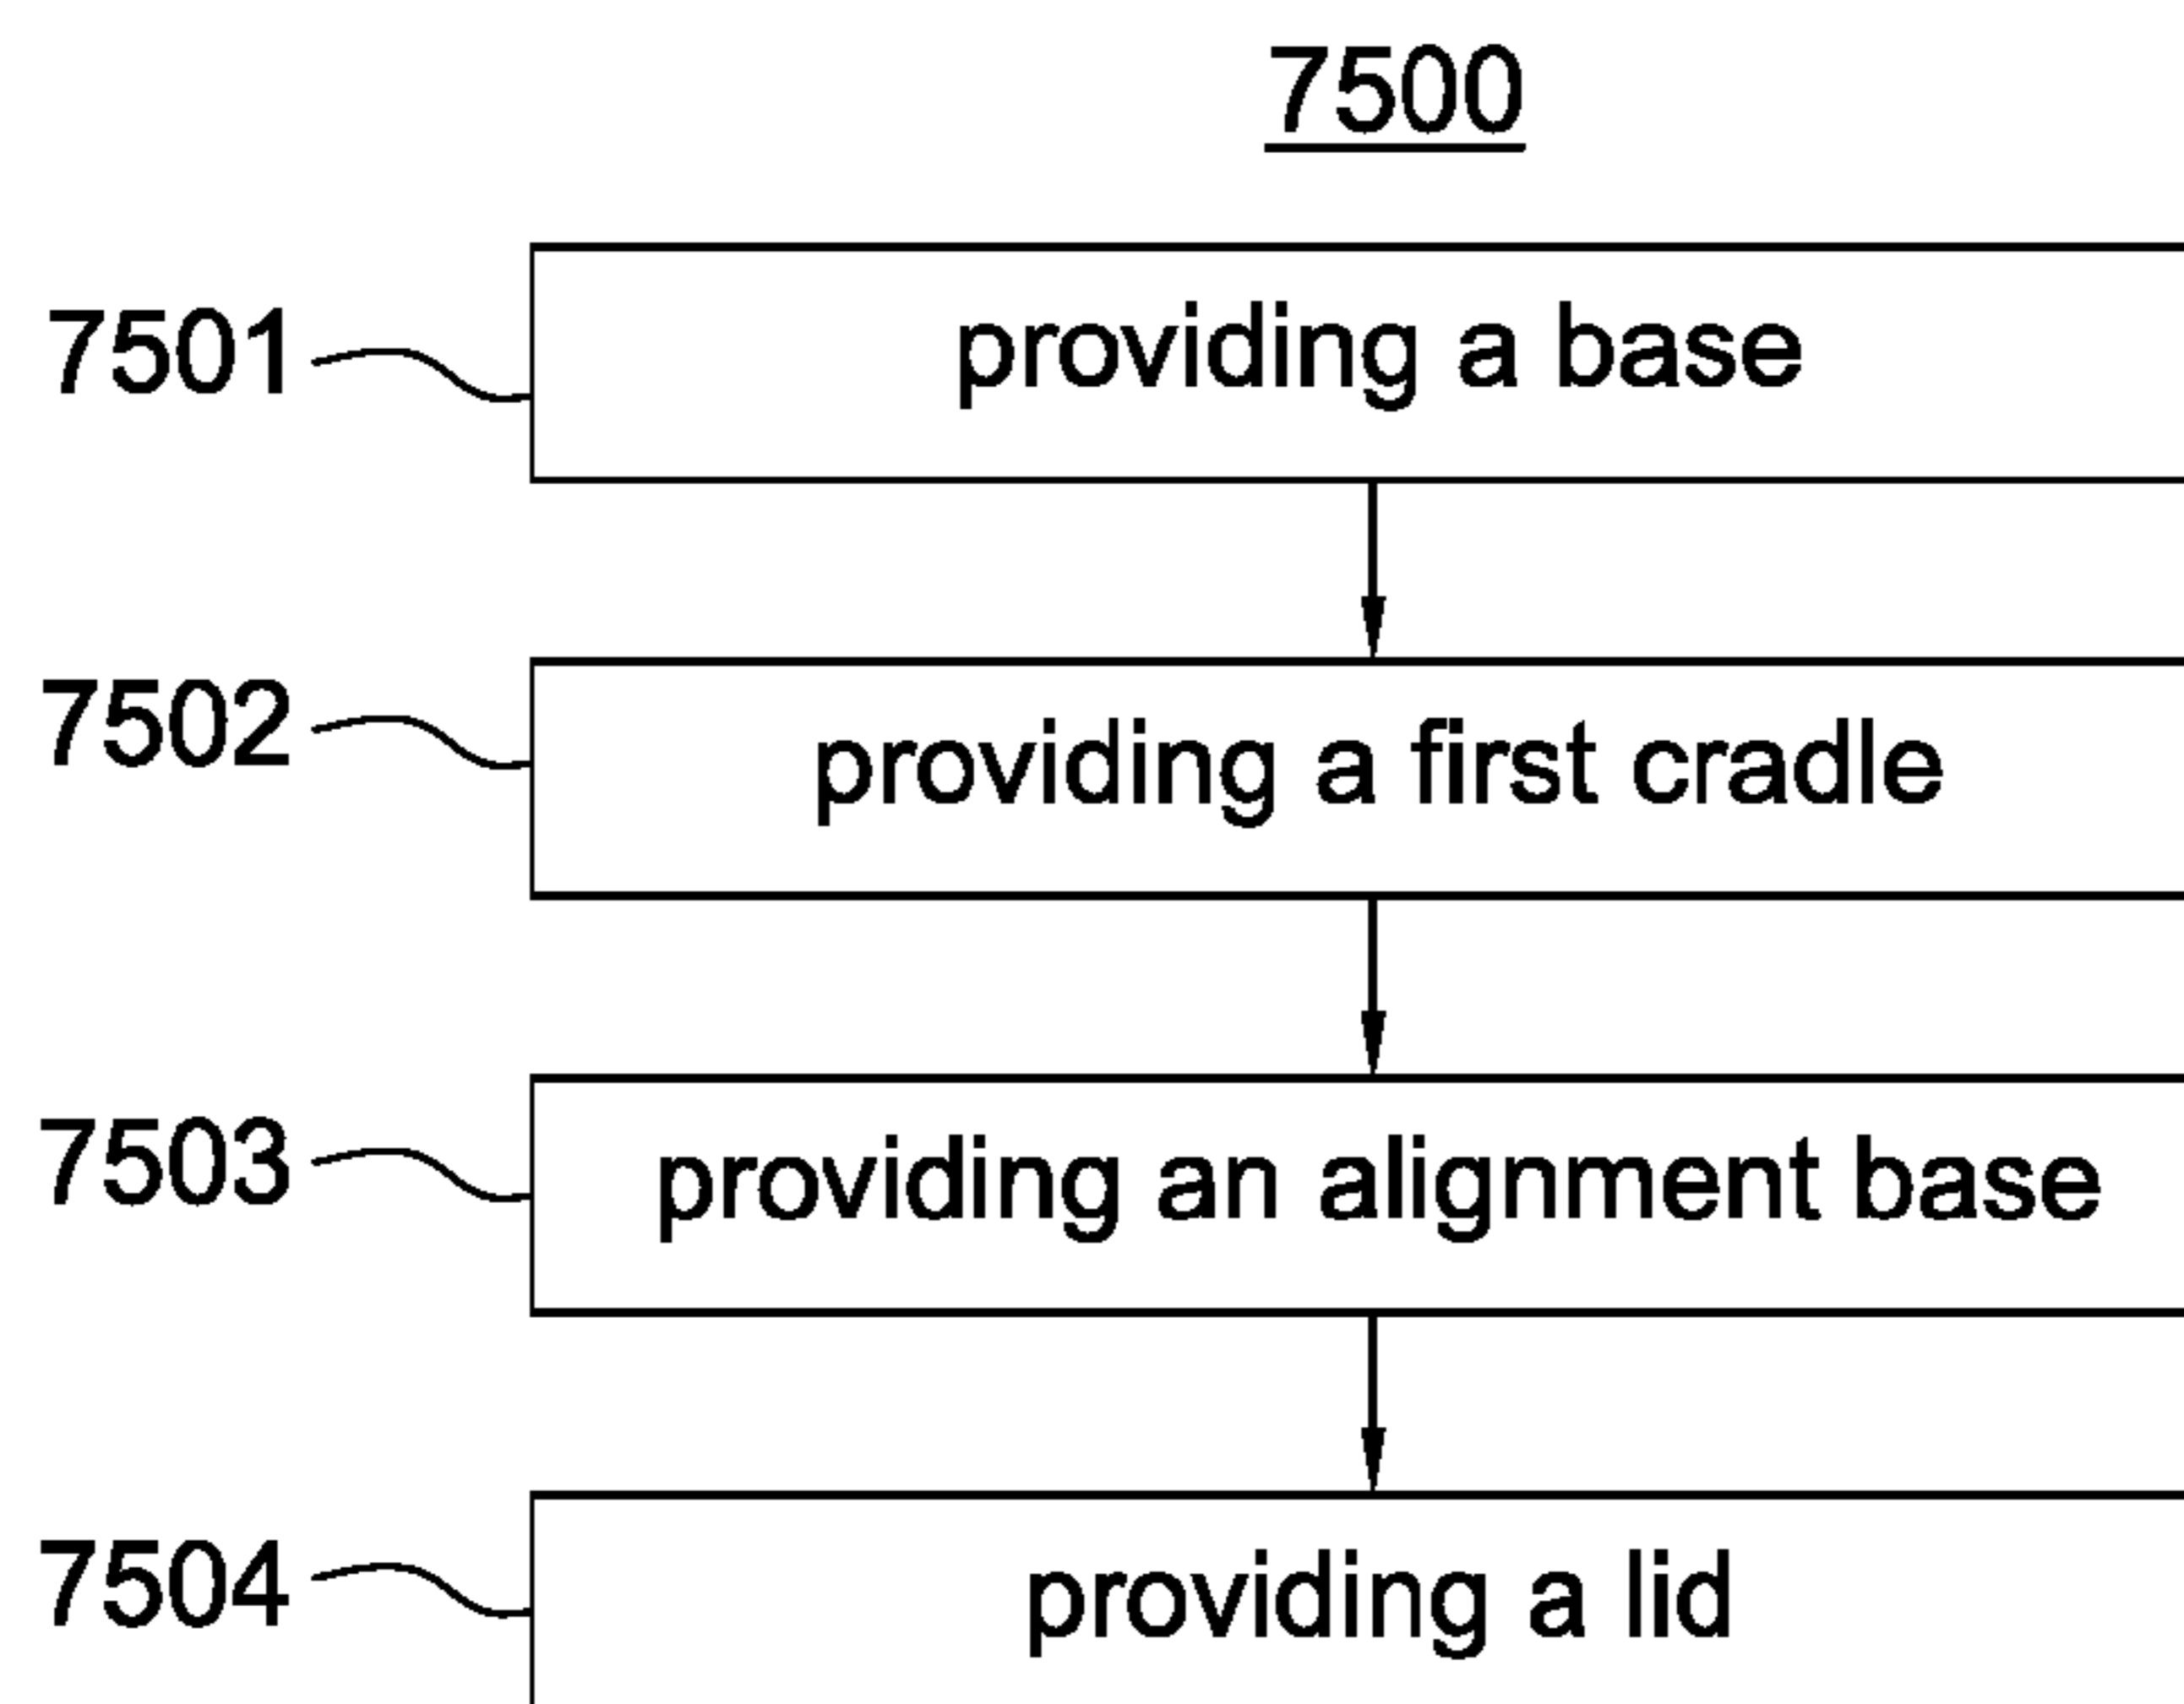 7500
7501 providing a base
7502 providing a first cradle
7503 providing an alignment base
7504 providing a lid